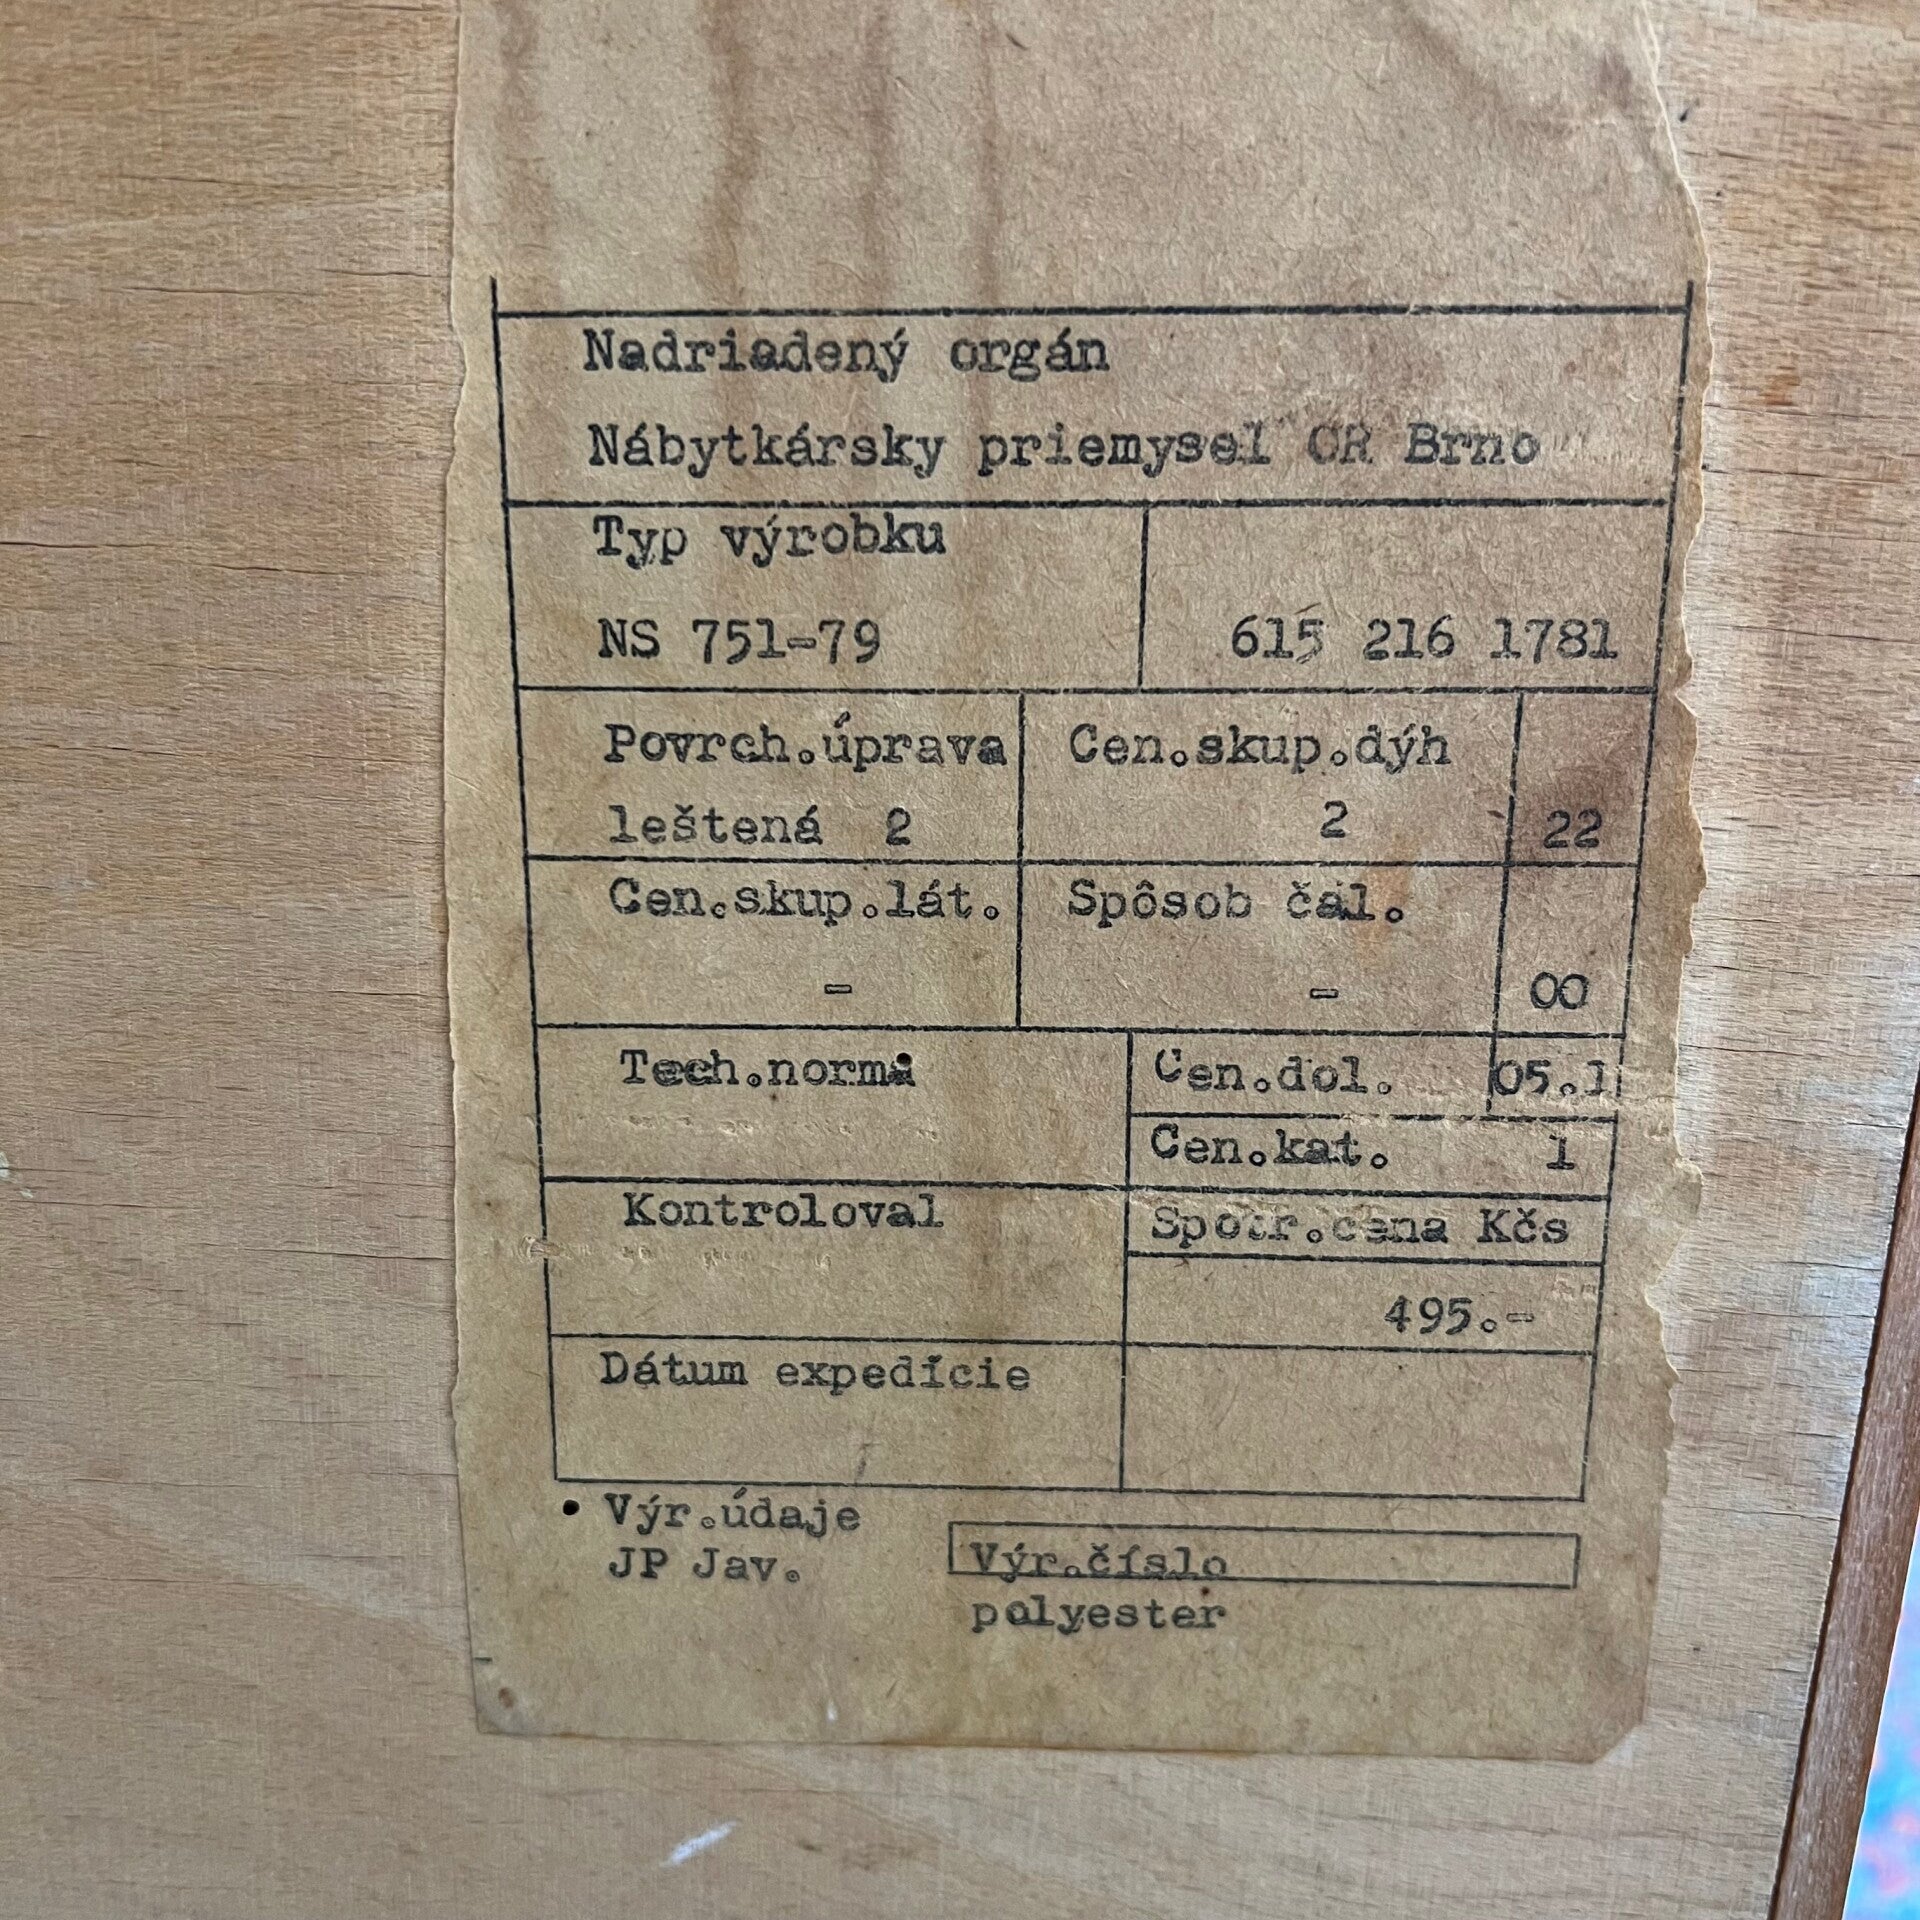 Nadriadený orgán
Nábytkársky priemysel OR Brno
Typ výrobku
NS 751-79 615 216 1781
Povrch.úprava Cen.skup.dýh
leštená 2 2 22
Cen.skup.lát. Spôsob čal.
- - 00
Tech.norma Cen.dol. 05.1
Cen.kat. 1
Kontroloval Spotr.cena Kčs
495.-
Dátum expedície
Výr.údaje
JP Jav. Výr.číslo
polyester